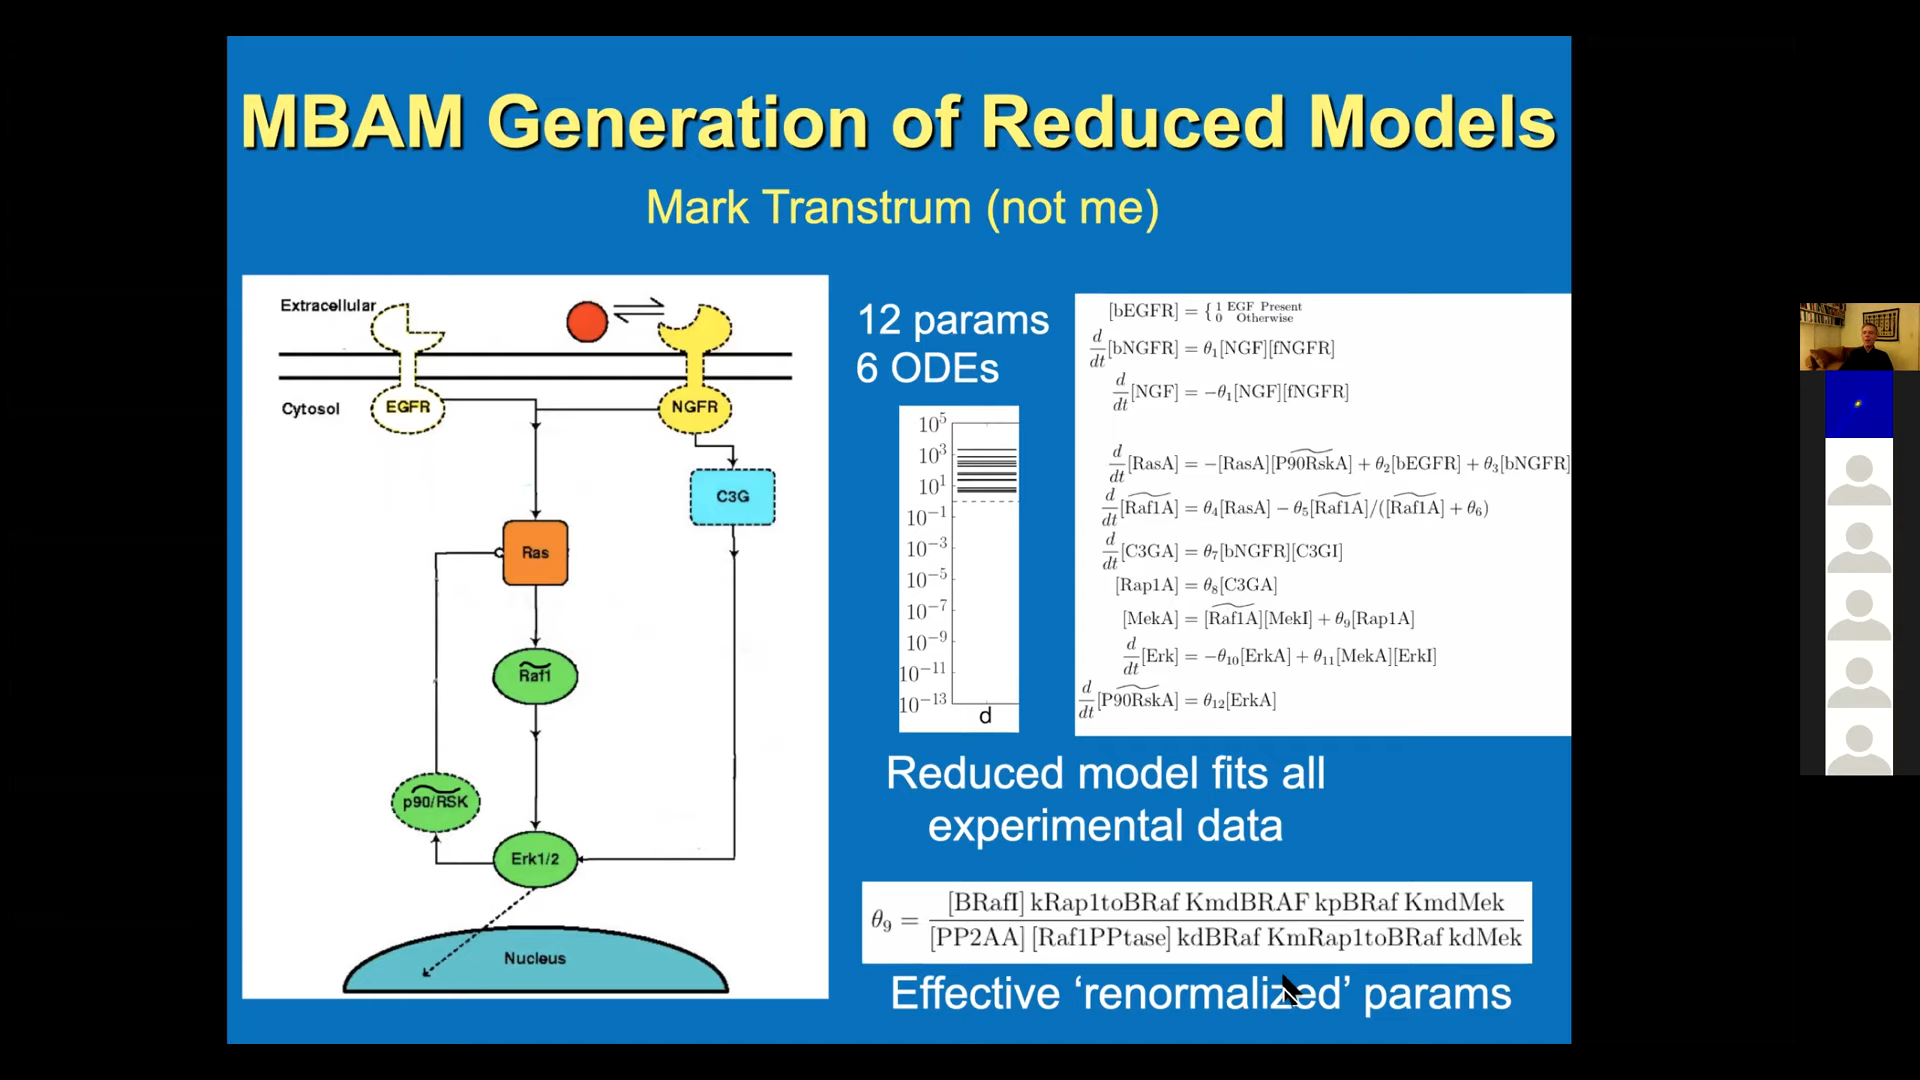 MBAM Generation of Reduced Models
Mark Transtrum (not me)
Extracellular
Cytosol
EGFR
NGFR
C3G
Ras
Raf1
p90/RSK
Erk1/2
Nucleus
12 params
6 ODEs
10^5
10^3
10^1
10^−1
10^−3
10^−5
10^−7
10^−9
10^−11
10^−13
d
[bEGFR] = { 1 EGF Present
0 Otherwise
d/dt [bNGFR] = θ1[NGF][fNGFR]
d/dt [NGF] = −θ1[NGF][fNGFR]
d/dt [RasA] = −[RasA][P90RskA] + θ2[bEGFR] + θ3[bNGFR]
d/dt [Raf1A] = θ4[RasA] − θ5[Raf1A]/([Raf1A] + θ6)
d/dt [C3GA] = θ7[bNGFR][C3GI]
[Rap1A] = θ8[C3GA]
[MekA] = [Raf1A][MekI] + θ9[Rap1A]
d/dt [Erk] = −θ10[ErkA] + θ11[MekA][ErkI]
d/dt [P90RskA] = θ12[ErkA]
Reduced model fits all
experimental data
θ9 = [BRafI] kRap1toBRaf KmdBRAF kpBRaf KmdMek
[PP2AA] [Raf1PPtase] kdBRaf KmRap1toBRaf kdMek
Effective ‘renormalized’ params